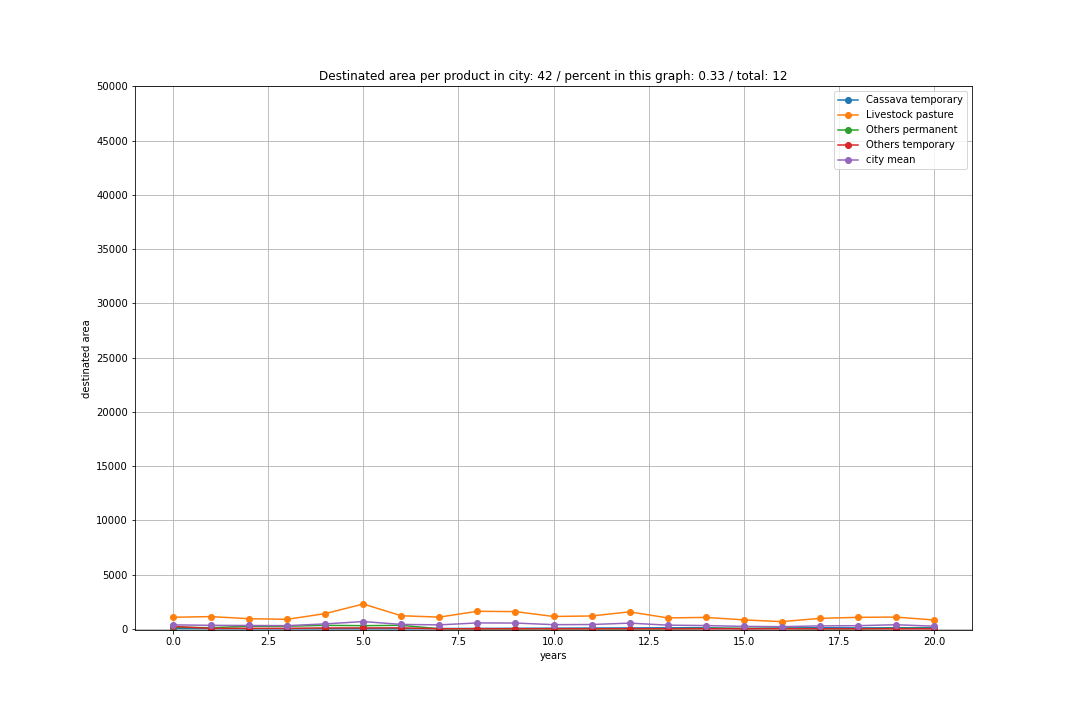 Destinated area per product in city: 42 / percent in this graph: 0.33 / total: 12
50000
45000
40000
35000
30000
25000
20000
15000
10000
5000
0
destinated area
Cassava temporary
Livestock pasture
Others permanent
Others temporary
city mean
0.0 2.5 5.0 7.5 10.0 12.5 15.0 17.5 20.0
years